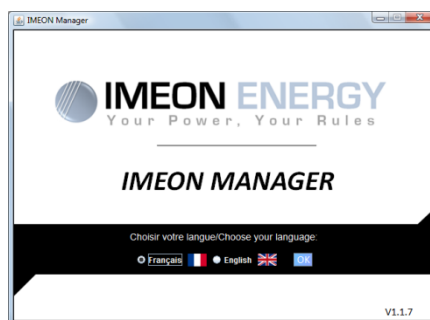 IMEON Manager
IMEON ENERGY
Your Power, Your Rules
IMEON MANAGER
Choisir votre langue/Choose your language:
Français English OK
V1.1.7